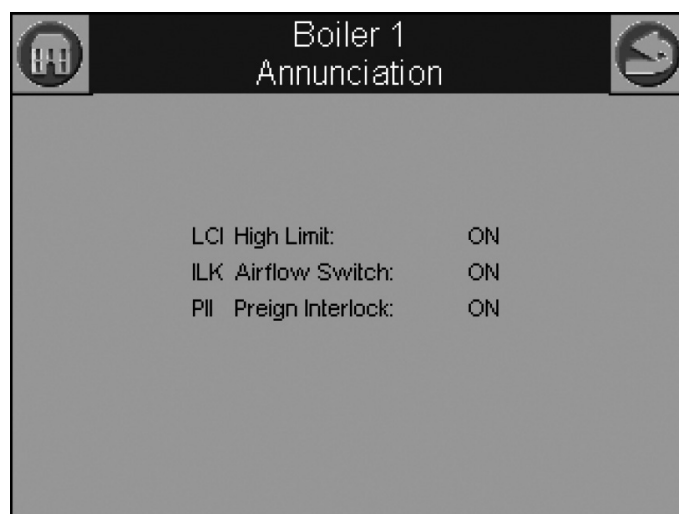 Boiler 1
Annunciation
LCI High Limit: ON
ILK Airflow Switch: ON
PII Preign Interlock: ON